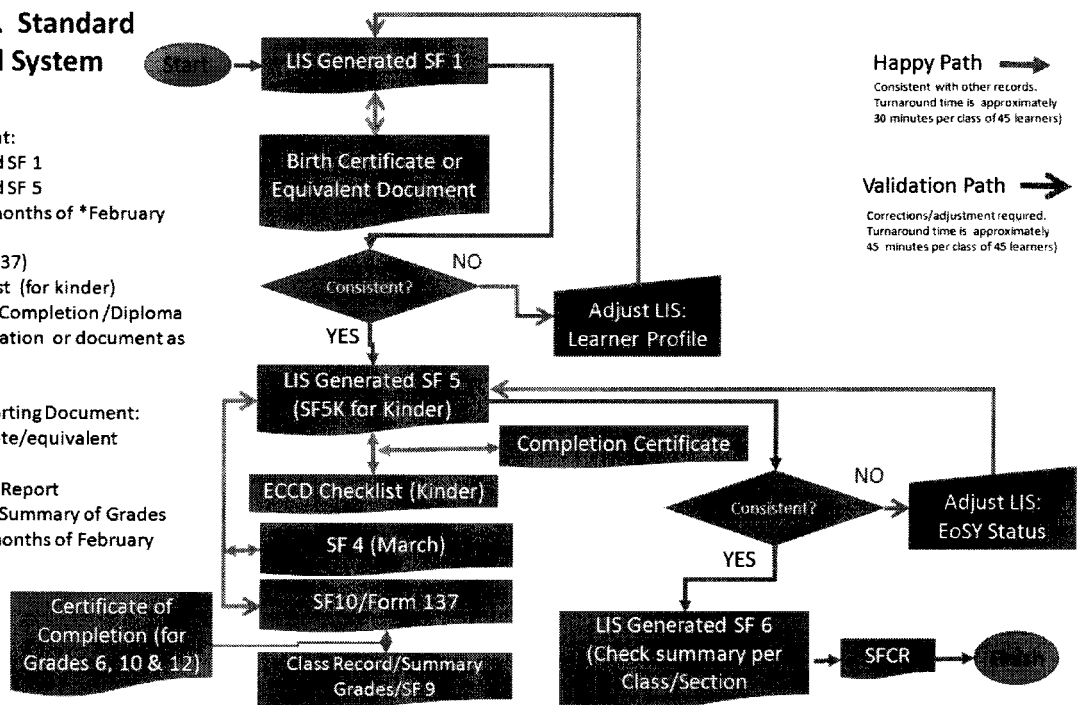 . Standard
System
Start
LIS Generated SF 1
Birth Certificate or
Equivalent Document
Consistent?
NO
YES
Adjust LIS:
Learner Profile
Happy Path
Consistent with other records.
Turnaround time is approximately
30 minutes per class of 45 learners)
Validation Path
Corrections/adjustment required.
Turnaround time is approximately
45 minutes per class of 45 learners)
SF 1
SF 5
months of *February
37)
(for kinder)
Completion /Diploma
or document as
Document:
/equivalent
Report
Summary of Grades
months of February
LIS Generated SF 5
(SF5K for Kinder)
Completion Certificate
ECCD Checklist (Kinder)
SF 4 (March)
SF10/Form 137
Certificate of
Completion (for
Grades 6, 10 & 12)
Class Record/Summary
Grades/SF 9
Consistent?
NO
YES
Adjust LIS:
EoSY Status
LIS Generated SF 6
(Check summary per
Class/Section
SFCR
Finish